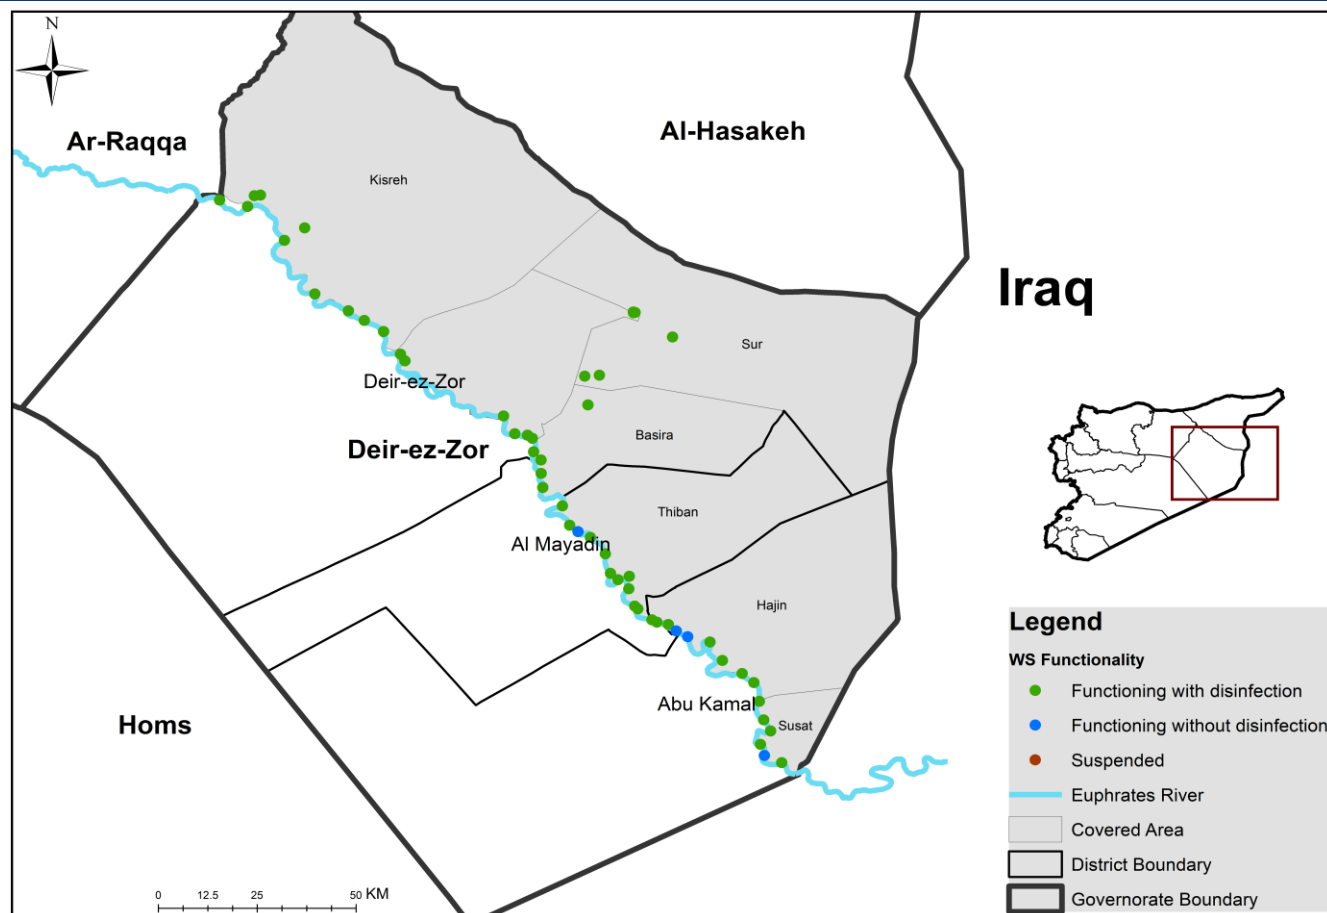 N
Ar-Raqqa
Al-Hasakeh
Kisreh
Iraq
Sur
Deir-ez-Zor
Deir-ez-Zor
Basira
Thiban
Al Mayadin
Hajin
Abu Kamal
Susat
Homs
0 12.5 25 50 KM
Legend
WS Functionality
Functioning with disinfection
Functioning without disinfection
Suspended
Euphrates River
Covered Area
District Boundary
Governorate Boundary